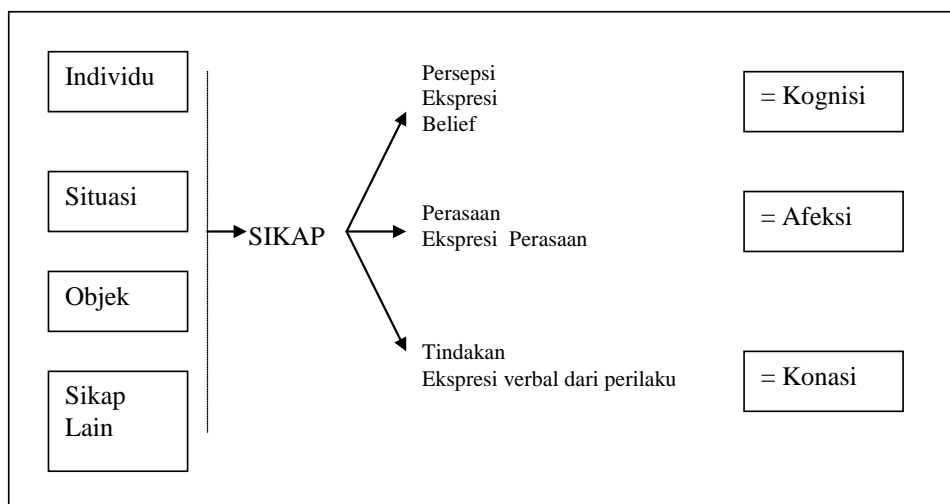 Individu
Situasi
Objek
Sikap
Lain
SIKAP
Persepsi
Ekspresi
Belief
Perasaan
Ekspresi Perasaan
Tindakan
Ekspresi verbal dari perilaku
= Kognisi
= Afeksi
= Konasi